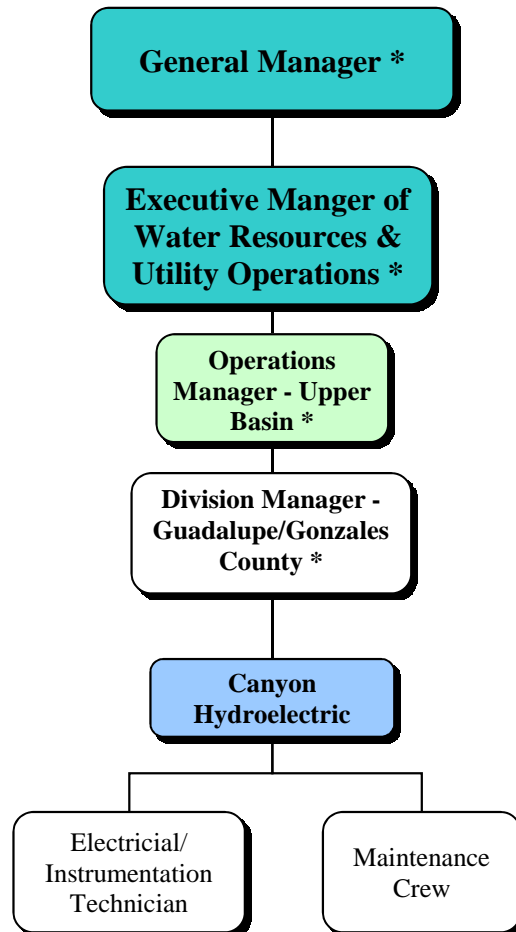 General Manager *
Executive Manger of
Water Resources &
Utility Operations *
Operations
Manager - Upper
Basin *
Division Manager -
Guadalupe/Gonzales
County *
Canyon
Hydroelectric
Electricial/
Instrumentation
Technician
Maintenance
Crew